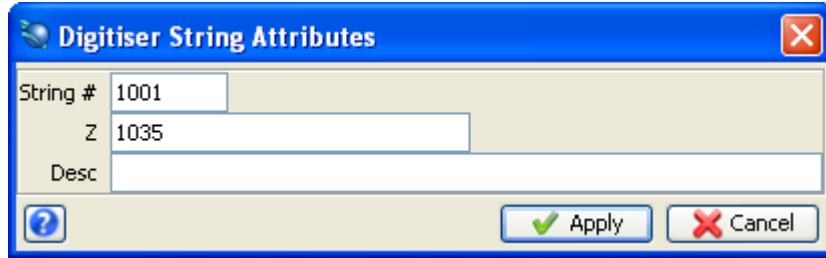 Digitiser String Attributes
String # 1001
Z 1035
Desc
? Apply Cancel